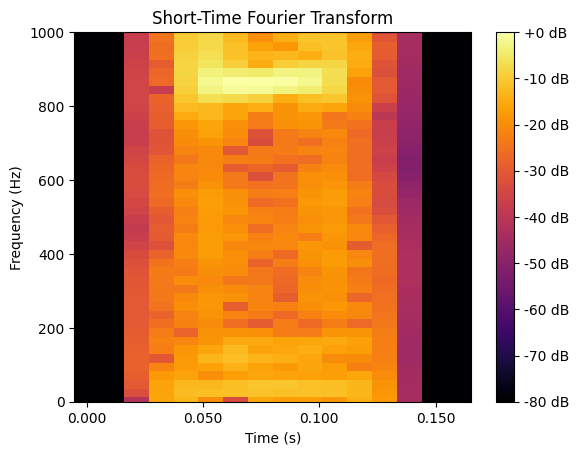 Short-Time Fourier Transform
1000
800
600
400
200
0
Frequency (Hz)
0.000
0.050
0.100
0.150
Time (s)
+0 dB
-10 dB
-20 dB
-30 dB
-40 dB
-50 dB
-60 dB
-70 dB
-80 dB